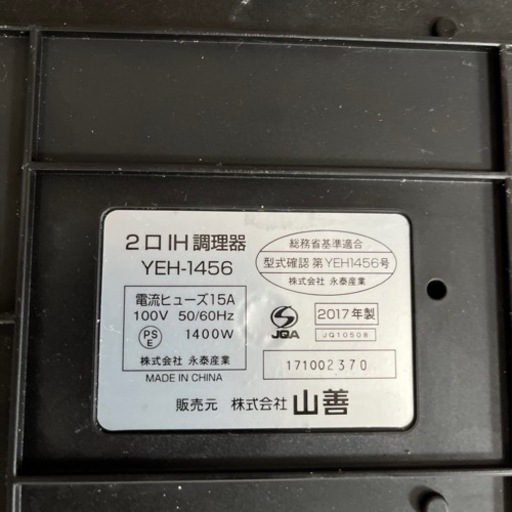 2口IH調理器
YEH-1456
総務省基準適合
型式確認 第YEH1456号
株式会社 永泰産業
電流ヒューズ15A
100V 50/60Hz
PSE 1400W
株式会社 永泰産業
MADE IN CHINA
JQA
2017年製
JQ10508
171002370
販売元 株式会社 山善